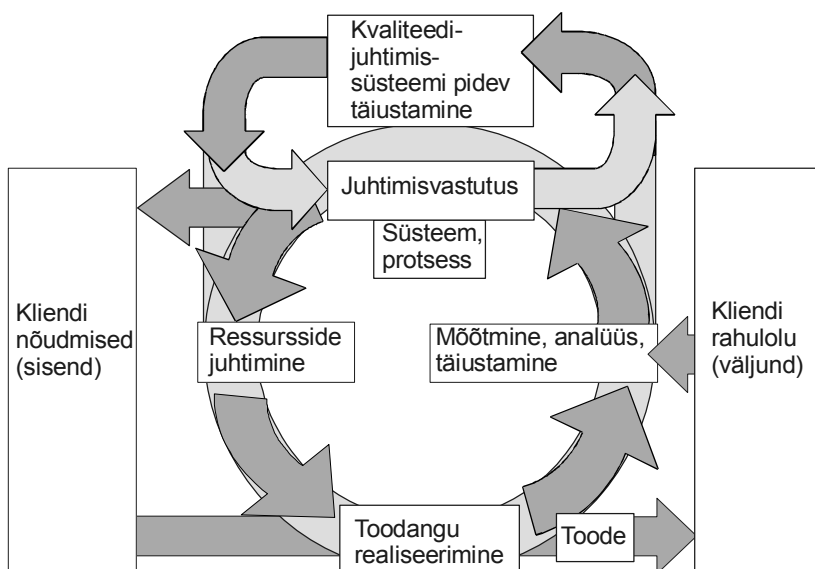 Kvaliteedi-
juhtimis-
süsteemi pidev
täiustamine
Juhtimisvastutus
Süsteem,
protsess
Kliendi
nõudmised
(sisend)
Ressursside
juhtimine
Mõõtmine, analüüs,
täiustamine
Kliendi
rahulolu
(väljund)
Toodangu
realiseerimine
Toode